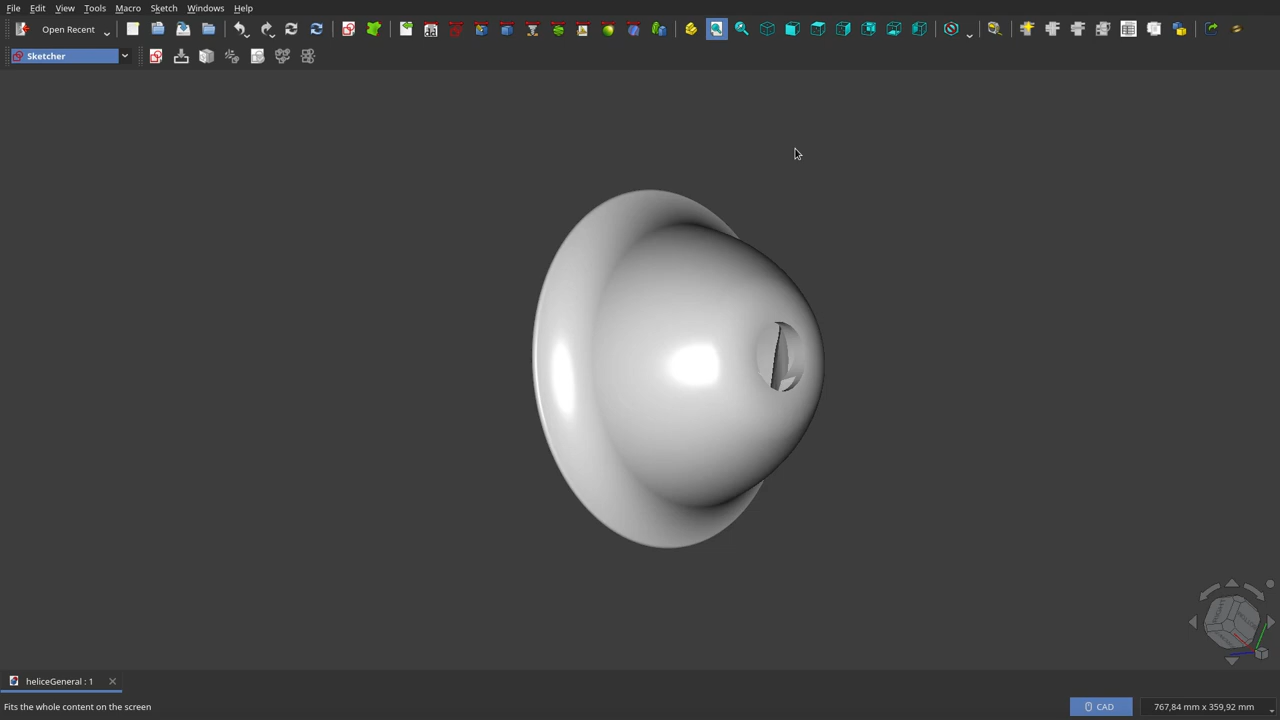 File Edit View Tools Macro Sketch Windows Help
Open Recent
Sketcher
heliceGeneral : 1
Fits the whole content on the screen
CAD
767,84 mm x 359,92 mm